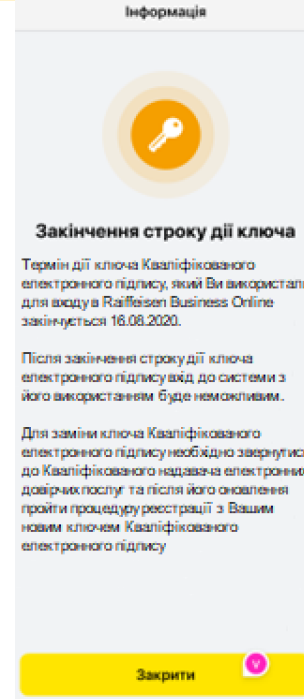 Інформація
Закінчення строку дії ключа
Термін дії ключа Кваліфікованого
електронного підпису, який Ви використали
для входу в Raiffeisen Business Online
закінчується 16.08.2020.
Після закінчення строку дії ключа
електронного підпису вхід до системи з
його використанням буде неможливим.
Для заміни ключа Кваліфікованого
електронного підпису необхідно звернутися
до Кваліфікованого надавача електронних
довірчих послуг та після його оновлення
пройти процедуру реєстрації з Вашим
новим ключем Кваліфікованого
електронного підпису
Закрити
V